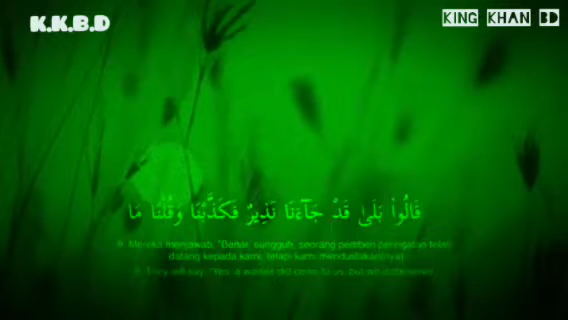 K.K.B.D
KING KHAN BD
قَالُوا۟ بَلَىٰ قَدْ جَآءَنَا نَذِيرٌ فَكَذَّبْنَا وَقُلْنَا مَا
9. Mereka menjawab, "Benar, sungguh, seorang pemberi peringatan telah
datang kepada kami, tetapi kami mendustakan(nya)
9. They will say, "Yes, a warner did come to us, but we